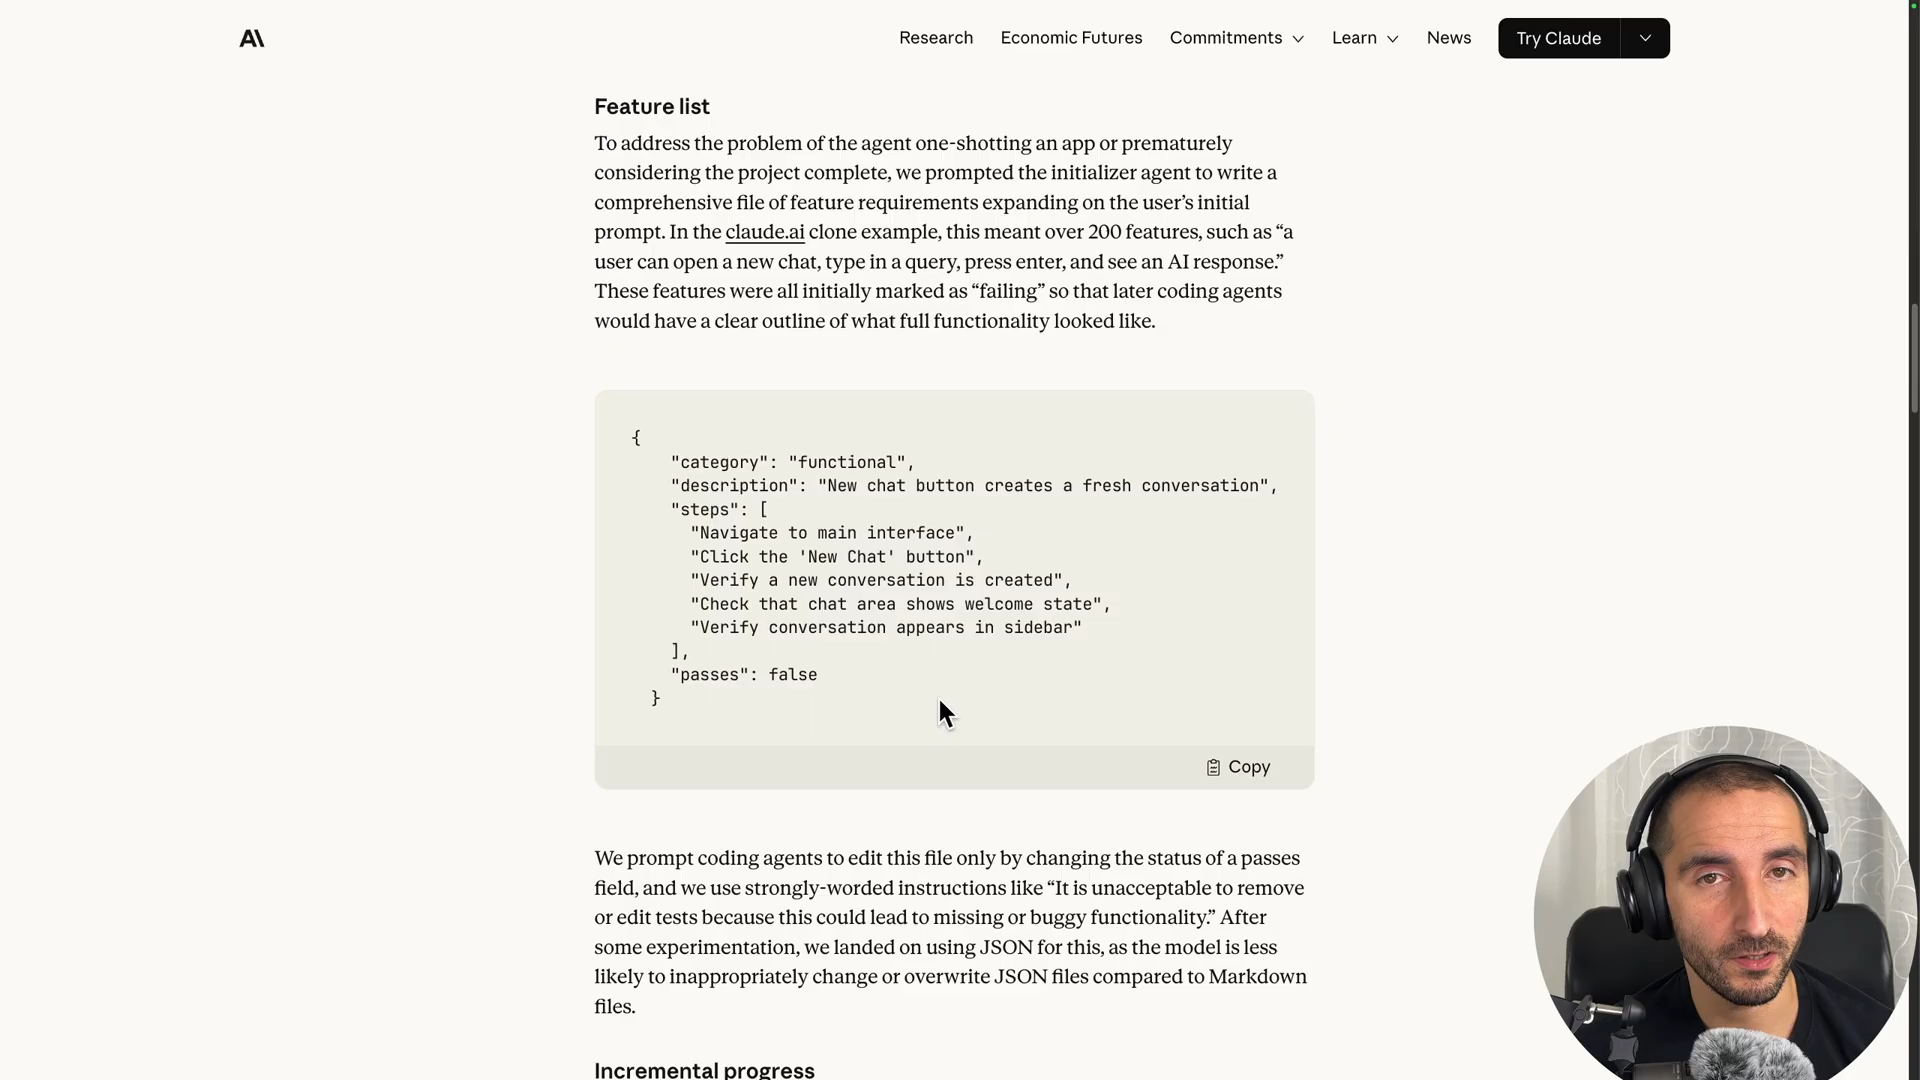 AI
Research
Economic Futures
Commitments
Learn
News
Try Claude
Feature list
To address the problem of the agent one-shotting an app or prematurely
considering the project complete, we prompted the initializer agent to write a
comprehensive file of feature requirements expanding on the user’s initial
prompt. In the claude.ai clone example, this meant over 200 features, such as “a
user can open a new chat, type in a query, press enter, and see an AI response.”
These features were all initially marked as “failing” so that later coding agents
would have a clear outline of what full functionality looked like.
{
"category": "functional",
"description": "New chat button creates a fresh conversation",
"steps": [
"Navigate to main interface",
"Click the 'New Chat' button",
"Verify a new conversation is created",
"Check that chat area shows welcome state",
"Verify conversation appears in sidebar"
],
"passes": false
}
Copy
We prompt coding agents to edit this file only by changing the status of a passes
field, and we use strongly-worded instructions like “It is unacceptable to remove
or edit tests because this could lead to missing or buggy functionality.” After
some experimentation, we landed on using JSON for this, as the model is less
likely to inappropriately change or overwrite JSON files compared to Markdown
files.
Incremental progress